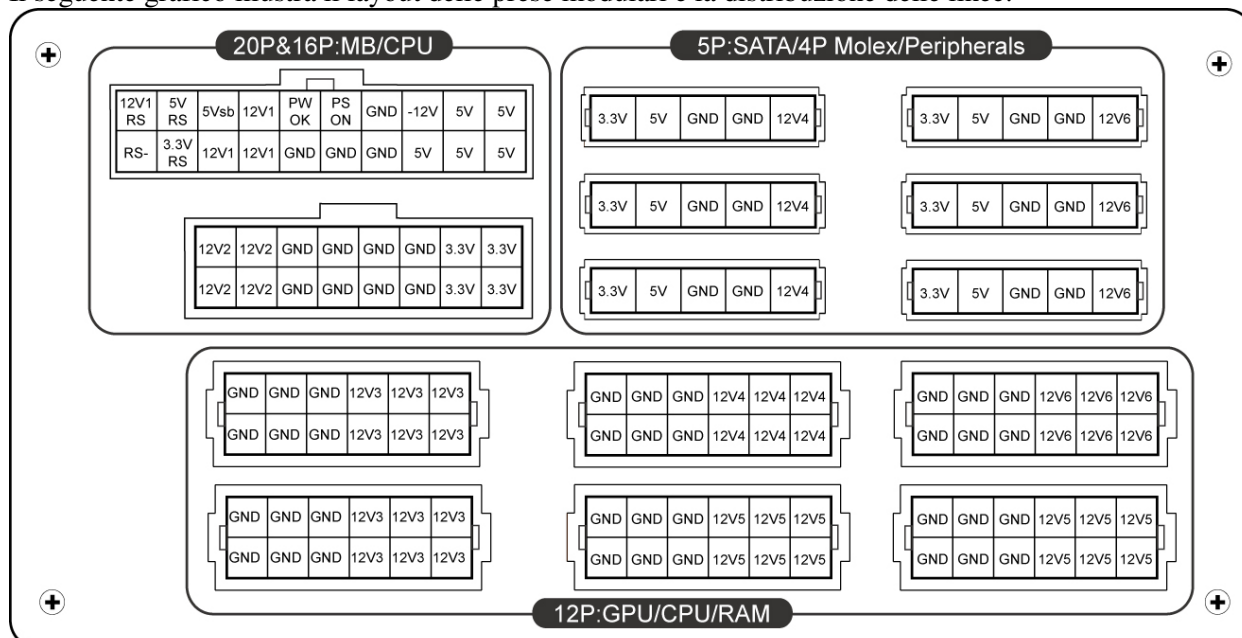 Il seguente grafico illustra il layout delle prese modulari e la distribuzione delle linee:
20P&16P:MB/CPU
12V1 RS 5V RS 5Vsb 12V1 PW OK PS ON GND -12V 5V 5V
RS- 3.3V RS 12V1 12V1 GND GND GND 5V 5V 5V
12V2 12V2 GND GND GND GND 3.3V 3.3V
12V2 12V2 GND GND GND GND 3.3V 3.3V
5P:SATA/4P Molex/Peripherals
3.3V 5V GND GND 12V4
3.3V 5V GND GND 12V6
3.3V 5V GND GND 12V4
3.3V 5V GND GND 12V6
3.3V 5V GND GND 12V4
3.3V 5V GND GND 12V6
GND GND GND 12V3 12V3 12V3
GND GND GND 12V3 12V3 12V3
GND GND GND 12V4 12V4 12V4
GND GND GND 12V4 12V4 12V4
GND GND GND 12V6 12V6 12V6
GND GND GND 12V6 12V6 12V6
GND GND GND 12V3 12V3 12V3
GND GND GND 12V3 12V3 12V3
GND GND GND 12V5 12V5 12V5
GND GND GND 12V5 12V5 12V5
GND GND GND 12V5 12V5 12V5
GND GND GND 12V5 12V5 12V5
12P:GPU/CPU/RAM